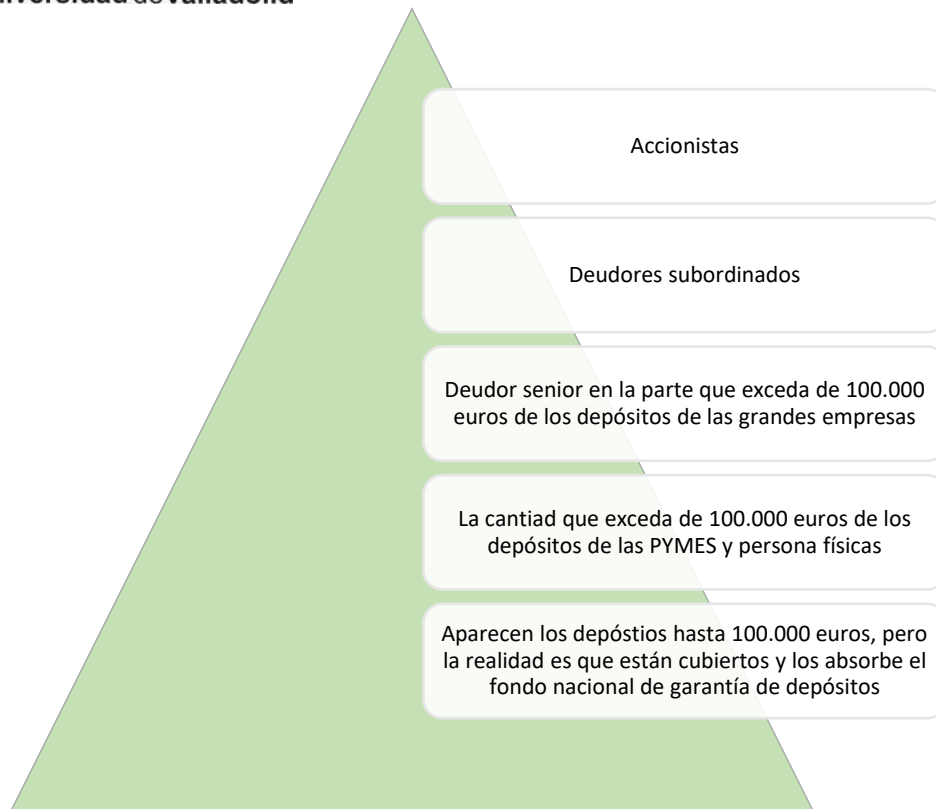 Accionistas
Deudores subordinados
Deudor senior en la parte que exceda de 100.000
euros de los depósitos de las grandes empresas
La cantiad que exceda de 100.000 euros de los
depósitos de las PYMES y persona físicas
Aparecen los depóstios hasta 100.000 euros, pero
la realidad es que están cubiertos y los absorbe el
fondo nacional de garantía de depósitos